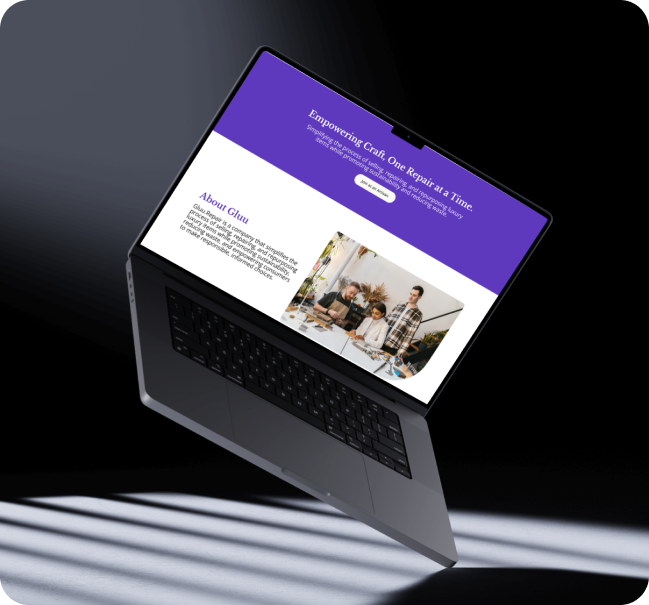 Empowering Craft, One Repair at a Time.
Simplifying the process of selling, repairing, and repurposing luxury
items while promoting sustainability and reducing waste.
Join as an Artisan
About Gluu
Gluu.Repair is a company that simplifies the
process of selling, repairing, and repurposing
luxury items while promoting sustainability,
reducing waste, and empowering consumers
to make responsible, informed choices.